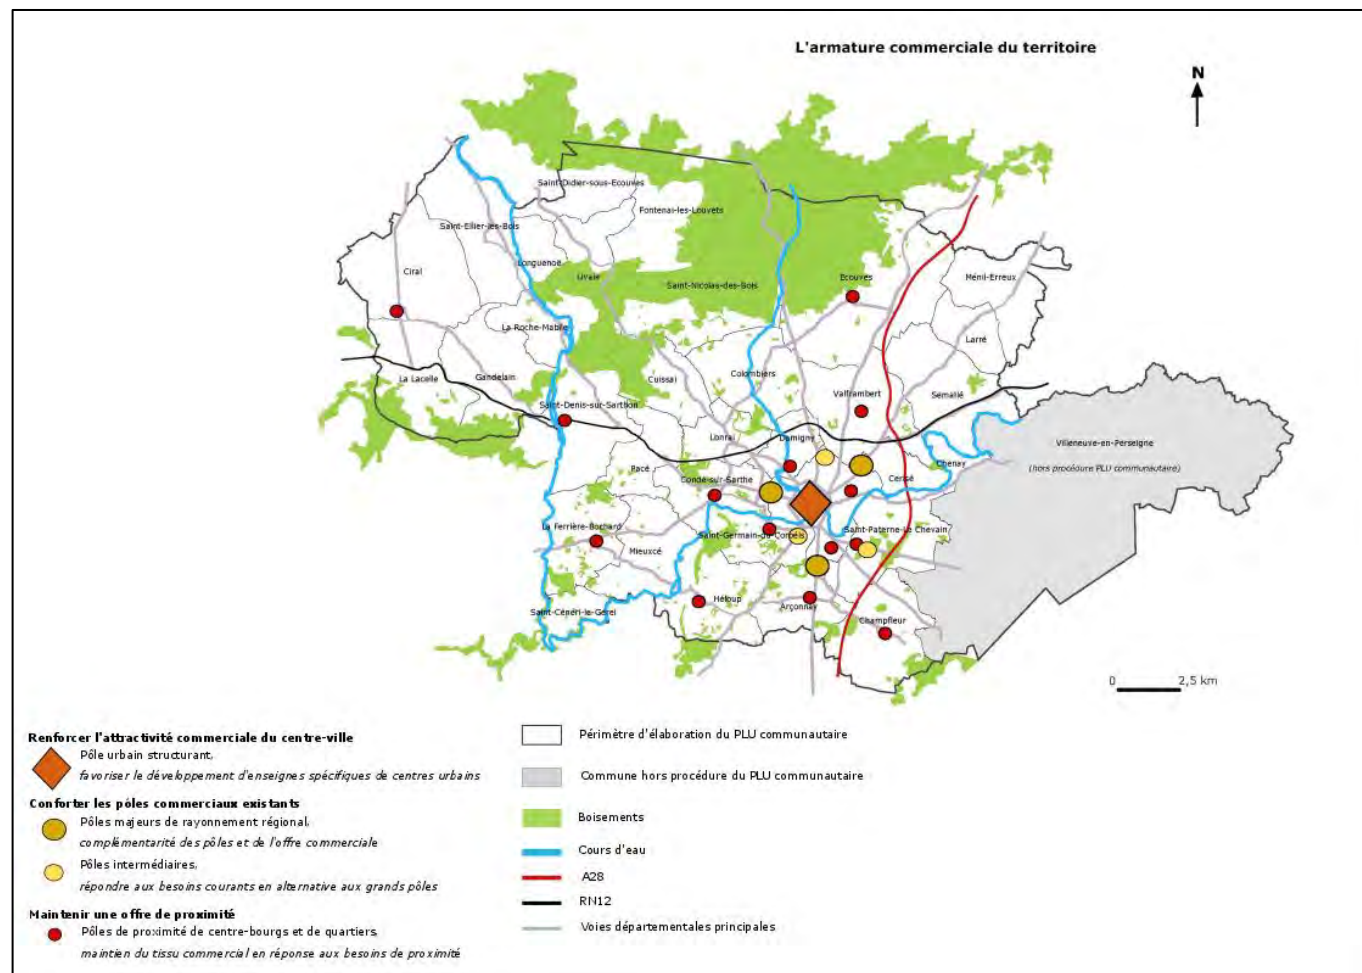 L'armature commerciale du territoire
N
Saint-Didier-sous-Ecouves
Fontenai-les-Louvets
Saint-Ellier-les-Bois
Longuenoë
Ciral
Livaie
Saint-Nicolas-des-Bois
Ecouves
Ménil-Erreux
La Roche-Mabile
Larré
La Lacelle
Gandelain
Cuissai
Colombiers
Valframbert
Semallé
Saint-Denis-sur-Sarthon
Lonrai
Damigny
Villeneuve-en-Perseigne
(hors procédure PLU communautaire)
Pacé
Condé-sur-Sarthe
Cerisé
Chenay
La Ferrière-Bochard
Mieuxcé
Saint-Germain-du-Corbéis
Saint-Paterne-Le Chevain
Saint-Cénéri-le-Gérei
Héloup
Arçonnay
Champfleur
0 2,5 km
Renforcer l'attractivité commerciale du centre-ville
Pôle urbain structurant,
favoriser le développement d'enseignes spécifiques de centres urbains
Conforter les pôles commerciaux existants
Pôles majeurs de rayonnement régional,
complémentarité des pôles et de l'offre commerciale
Pôles intermédiaires,
répondre aux besoins courants en alternative aux grands pôles
Maintenir une offre de proximité
Pôles de proximité de centre-bourgs et de quartiers,
maintien du tissu commercial en réponse aux besoins de proximité
Périmètre d'élaboration du PLU communautaire
Commune hors procédure du PLU communautaire
Boisements
Cours d'eau
A28
RN12
Voies départementales principales